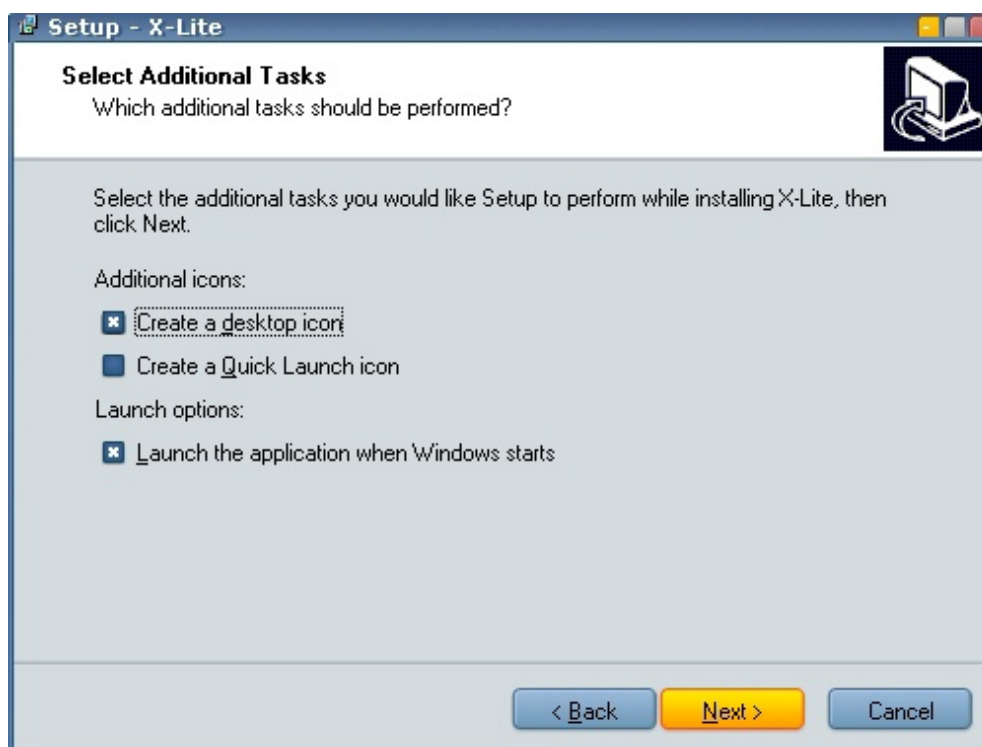 Setup - X-Lite
Select Additional Tasks
Which additional tasks should be performed?
Select the additional tasks you would like Setup to perform while installing X-Lite, then
click Next.
Additional icons:
Create a desktop icon
Create a Quick Launch icon
Launch options:
Launch the application when Windows starts
< Back
Next >
Cancel